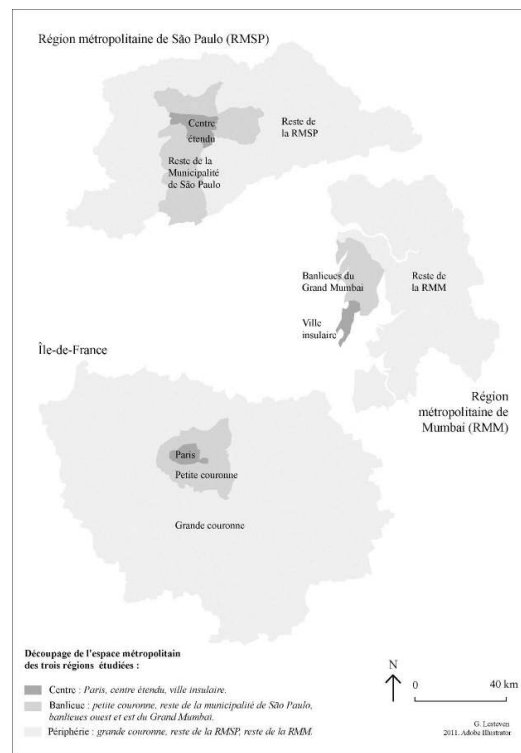 Région métropolitaine de São Paulo (RMSP)
Centre
étendu
Reste de
la RMSP
Reste de la
Municipalité
de São Paulo
Banlieues du
Grand Mumbai
Reste de
la RMM
Ville
insulaire
Île-de-France
Région
métropolitaine de
Mumbai (RMM)
Paris
Petite couronne
Grande couronne
Découpage de l'espace métropolitain
des trois régions étudiées :
Centre : Paris, centre étendu, ville insulaire.
Banlieue : petite couronne, reste de la municipalité de São Paulo,
banlieues ouest et est du Grand Mumbai.
Périphérie : grande couronne, reste de la RMSP, reste de la RMM.
N
0 40 km
G. Lesteven
2011. Adobe Illustrator